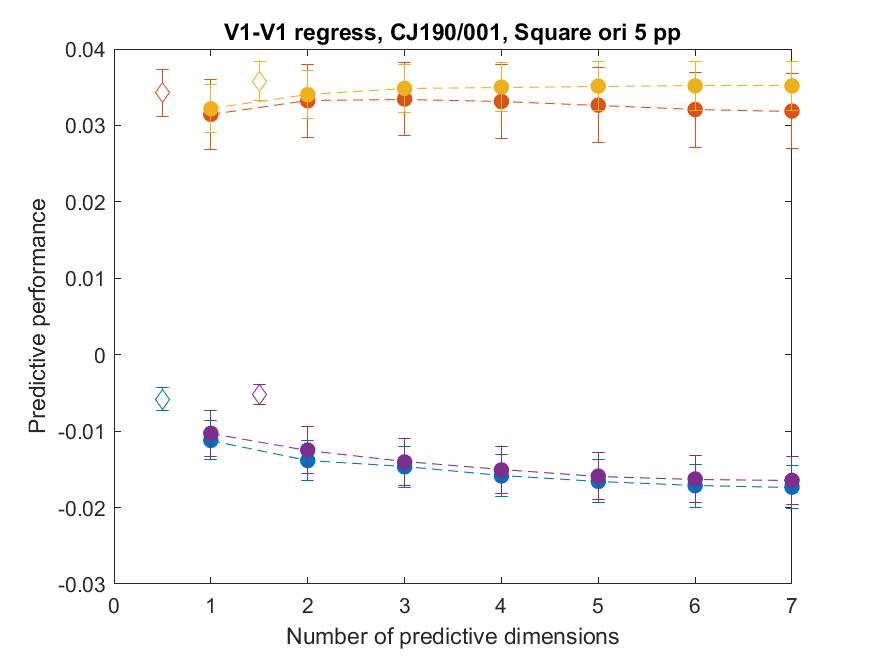 V1-V1 regress, CJ190/001, Square ori 5 pp
0.04
0.03
0.02
0.01
0
-0.01
-0.02
-0.03
Predictive performance
0 1 2 3 4 5 6 7
Number of predictive dimensions